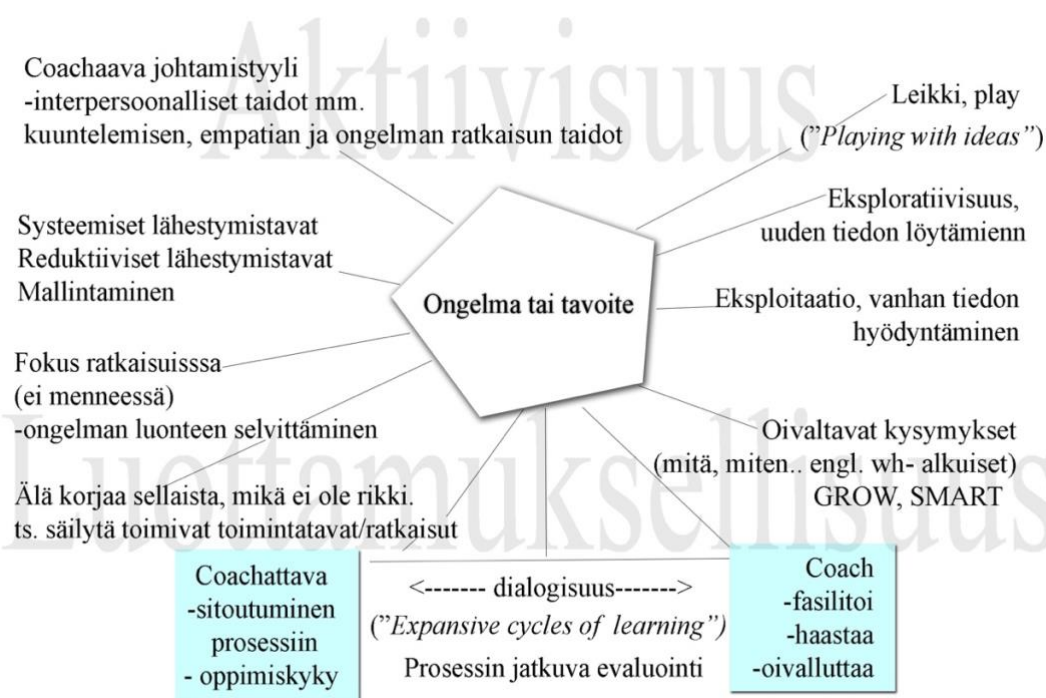 Aktiivisuus
Coachaava johtamistyyli
-interpersoonalliset taidot mm.
kuuntelemisen, empatian ja ongelman ratkaisun taidot
Leikki, play
("Playing with ideas")
Systeemiset lähestymistavat
Reduktiiviset lähestymistavat
Mallintaminen
Eksploratiivisuus,
uuden tiedon löytämienn
Ongelma tai tavoite
Eksploitaatio, vanhan tiedon
hyödyntäminen
Fokus ratkaisuisssa
(ei menneessä)
-ongelman luonteen selvittäminen
Oivaltavat kysymykset
(mitä, miten.. engl. wh- alkuiset)
GROW, SMART
Luottamuksellisuus
Älä korjaa sellaista, mikä ei ole rikki.
ts. säilytä toimivat toimintatavat/ratkaisut
Coachattava
-sitoutuminen
prosessiin
- oppimiskyky
<------- dialogisuus------->
("Expansive cycles of learning")
Prosessin jatkuva evaluointi
Coach
-fasilitoi
-haastaa
-oivalluttaa